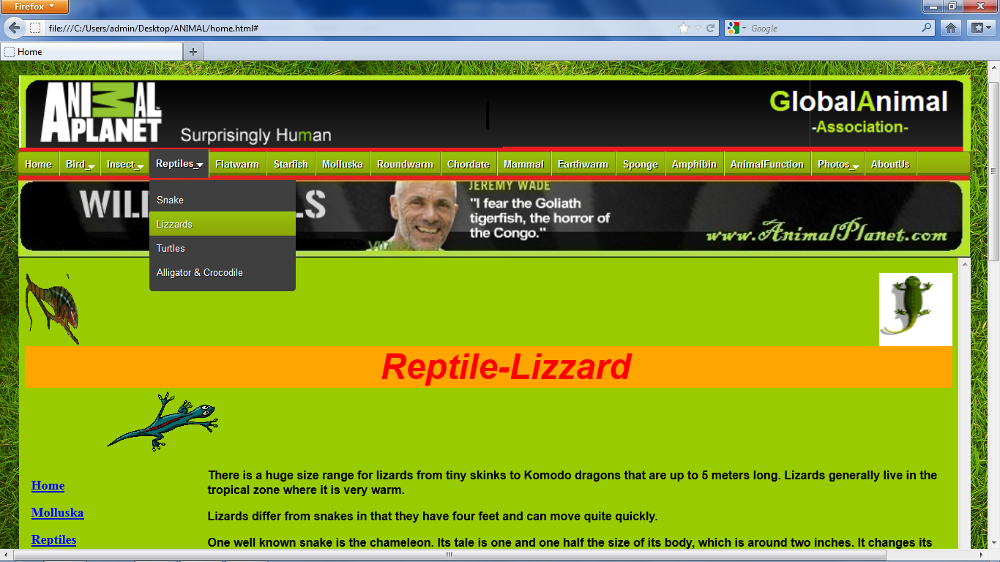 Firefox
file:///C:/Users/admin/Desktop/ANIMAL/home.html#
Google
Home
ANIMAL PLANET
Surprisingly Human
GlobalAnimal
-Association-
Home Bird Insect Reptiles Flatwarm Starfish Molluska Roundwarm Chordate Mammal Earthwarm Sponge Amphibin AnimalFunction Photos AboutUs
Snake
Lizzards
Turtles
Alligator & Crocodile
WIL LS
JEREMY WADE
"I fear the Goliath
tigerfish, the horror of
the Congo."
www.AnimalPlanet.com
Reptile-Lizzard
Home
Molluska
Reptiles
There is a huge size range for lizards from tiny skinks to Komodo dragons that are up to 5 meters long. Lizards generally live in the
tropical zone where it is very warm.
Lizards differ from snakes in that they have four feet and can move quite quickly.
One well known snake is the chameleon. Its tale is one and one half the size of its body, which is around two inches. It changes its